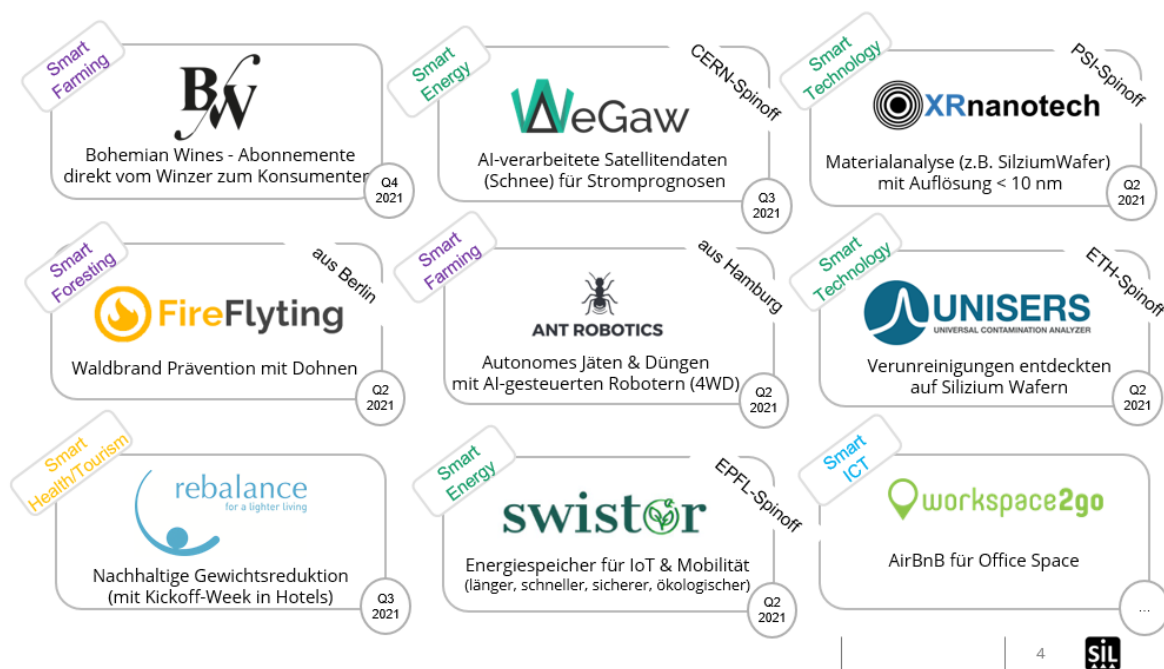 Smart
Farming
BW
Bohemian Wines - Abonnemente
direkt vom Winzer zum Konsumenten
Q4
2021
Smart
Energy
CERN-Spinoff
WeGaw
AI-verarbeitete Satellitendaten
(Schnee) für Stromprognosen
Q3
2021
Smart
Technology
PSI-Spinoff
XRnanotech
Materialanalyse (z.B. SilziumWafer)
mit Auflösung < 10 nm
Q2
2021
Smart
Foresting
aus Berlin
FireFlyting
Waldbrand Prävention mit Dohnen
Q2
2021
Smart
Farming
aus Hamburg
ANT ROBOTICS
Autonomes Jäten & Düngen
mit AI-gesteuerten Robotern (4WD)
Q2
2021
Smart
Technology
ETH-Spinoff
UNISERS
UNIVERSAL CONTAMINATION ANALYZER
Verunreinigungen entdeckten
auf Silizium Wafern
Q2
2021
Smart
Health/Tourism
rebalance
for a lighter living
Nachhaltige Gewichtsreduktion
(mit Kickoff-Week in Hotels)
Q3
2021
Smart
Energy
EPFL-Spinoff
swistor
Energiespeicher für IoT & Mobilität
(länger, schneller, sicherer, ökologischer)
Q2
2021
Smart
ICT
workspace2go
AirBnB für Office Space
...
4
SiL